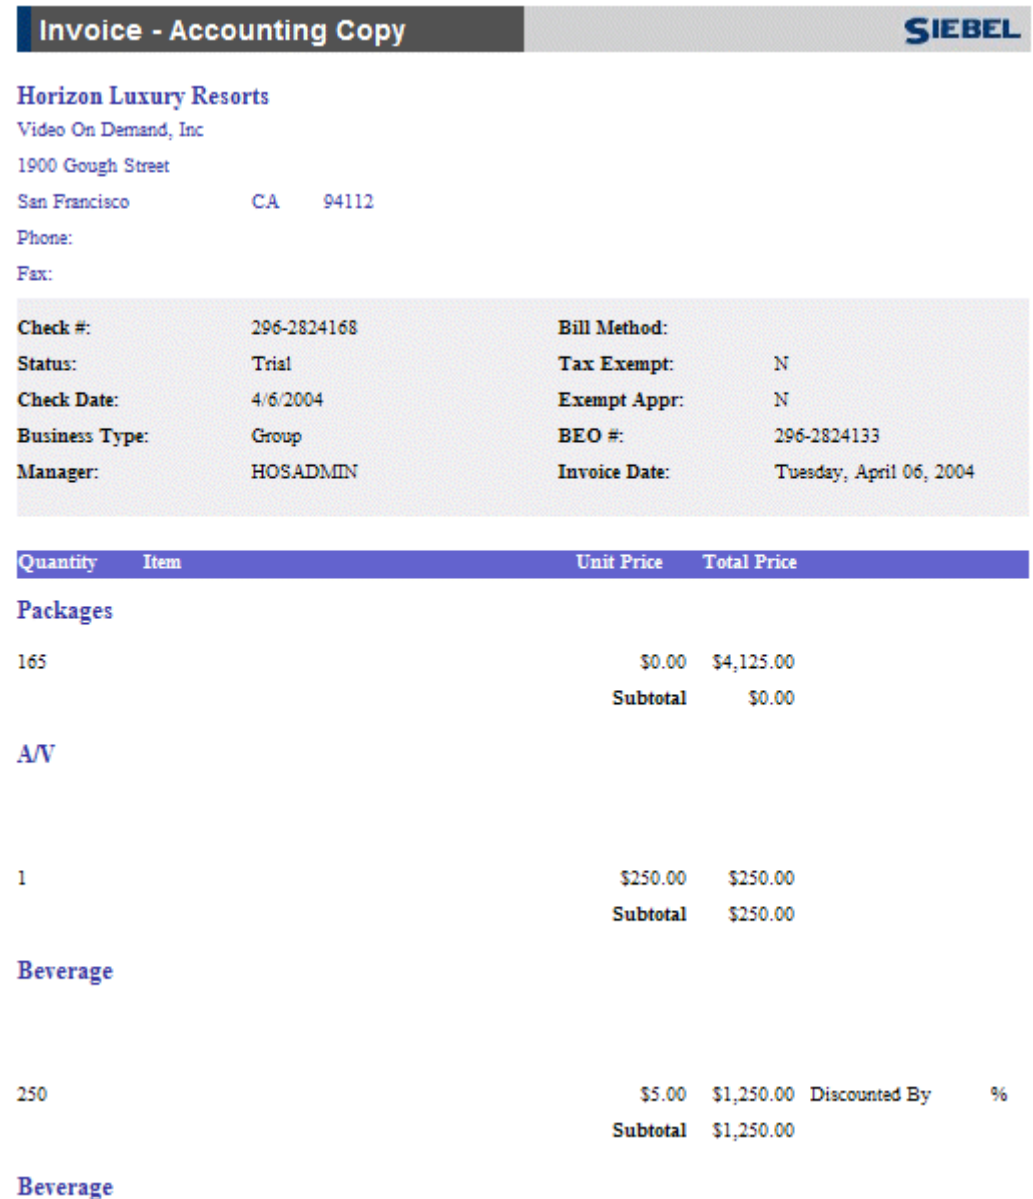 Invoice - Accounting Copy SIEBEL
Horizon Luxury Resorts
Video On Demand, Inc
1900 Gough Street
San Francisco CA 94112
Phone:
Fax:
Check #: 296-2824168 Bill Method:
Status: Trial Tax Exempt: N
Check Date: 4/6/2004 Exempt Appr: N
Business Type: Group BEO #: 296-2824133
Manager: HOSADMIN Invoice Date: Tuesday, April 06, 2004
Quantity Item Unit Price Total Price
Packages
165 $0.00 $4,125.00
Subtotal $0.00
A/V
1 $250.00 $250.00
Subtotal $250.00
Beverage
250 $5.00 $1,250.00 Discounted By %
Subtotal $1,250.00
Beverage